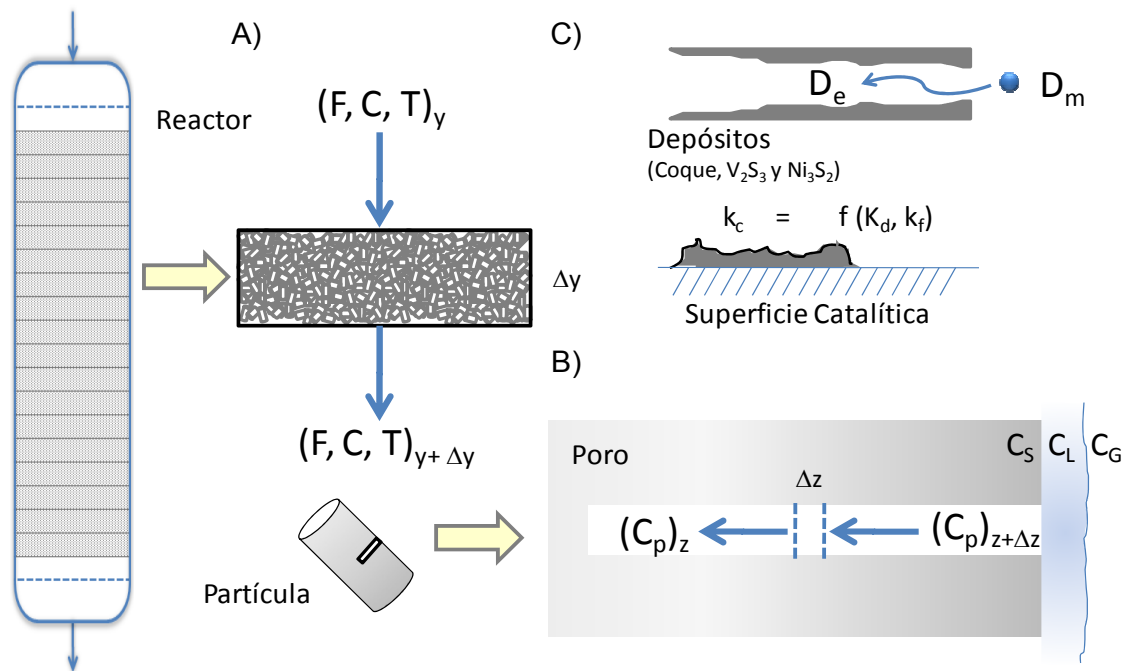 A)
Reactor
(F, C, T)y
Δy
(F, C, T)y+ Δy
Partícula
C)
De
Dm
Depósitos
(Coque, V2S3 y Ni3S2)
kc = f (Kd, kf)
Superficie Catalítica
B)
Poro
CS CL CG
Δz
(Cp)z
(Cp)z+Δz